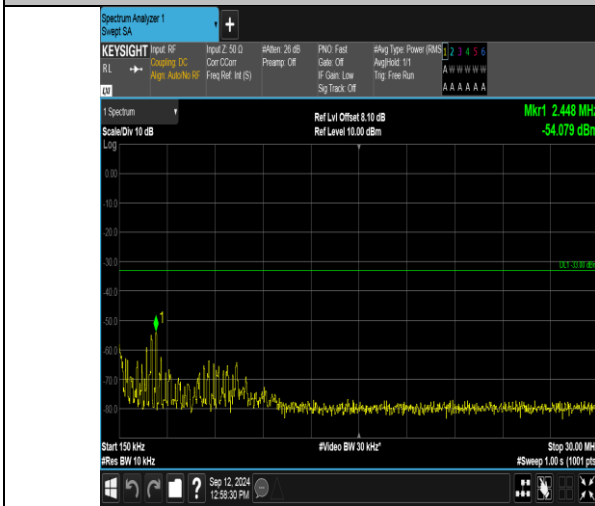 Spectrum Analyzer 1
Swept SA
+
KEYSIGHT Input: RF Input Z: 50 Ω #Atten: 26 dB PNO: Fast #Avg Type: Power (RMS 1 2 3 4 5 6
RL Coupling: DC Corr CCorr Preamp: Off Gate: Off Avg|Hold: 1/1 A W W W W W
Align: Auto/No RF Freq Ref: Int (S) IF Gain: Low Trig: Free Run
Sig Track: Off A A A A A A
1 Spectrum Ref Lvl Offset 8.10 dB Mkr1 2.448 MHz
Scale/Div 10 dB Ref Level 10.00 dBm -54.079 dBm
Log
0.00
-10.0
-20.0
-30.0
DL1 -33.00 dBm
-40.0
-50.0
1
-60.0
-70.0
-80.0
Start 150 kHz #Video BW 30 kHz* Stop 30.00 MHz
#Res BW 10 kHz #Sweep 1.00 s (1001 pts
? Sep 12, 2024
12:58:30 PM